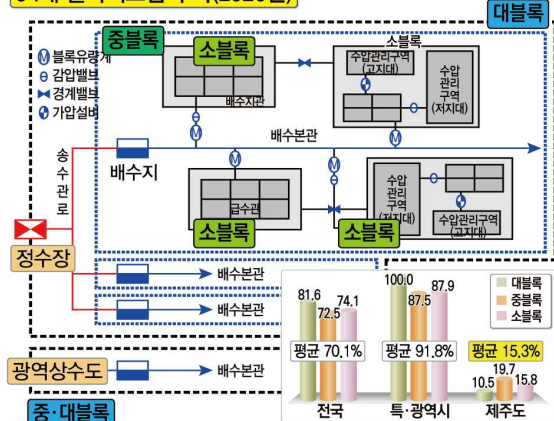 대블록
중블록
소블록
소블록
블록유량계
감압밸브
경계밸브
가압설비
배수지관
수압관리구역
(고지대)
수압
관리
구역
(저지대)
송수관로
배수지
배수본관
급수관
소블록
소블록
수압
관리
구역
(저지대)
수압관리구역
(고지대)
정수장
배수본관
배수본관
광역상수도
배수본관
중·대블록
대블록
중블록
소블록
81.6
72.5
74.1
100.0
87.5
87.9
10.5
19.7
15.8
평균 70.1%
평균 91.8%
평균 15.3%
전국
특·광역시
제주도